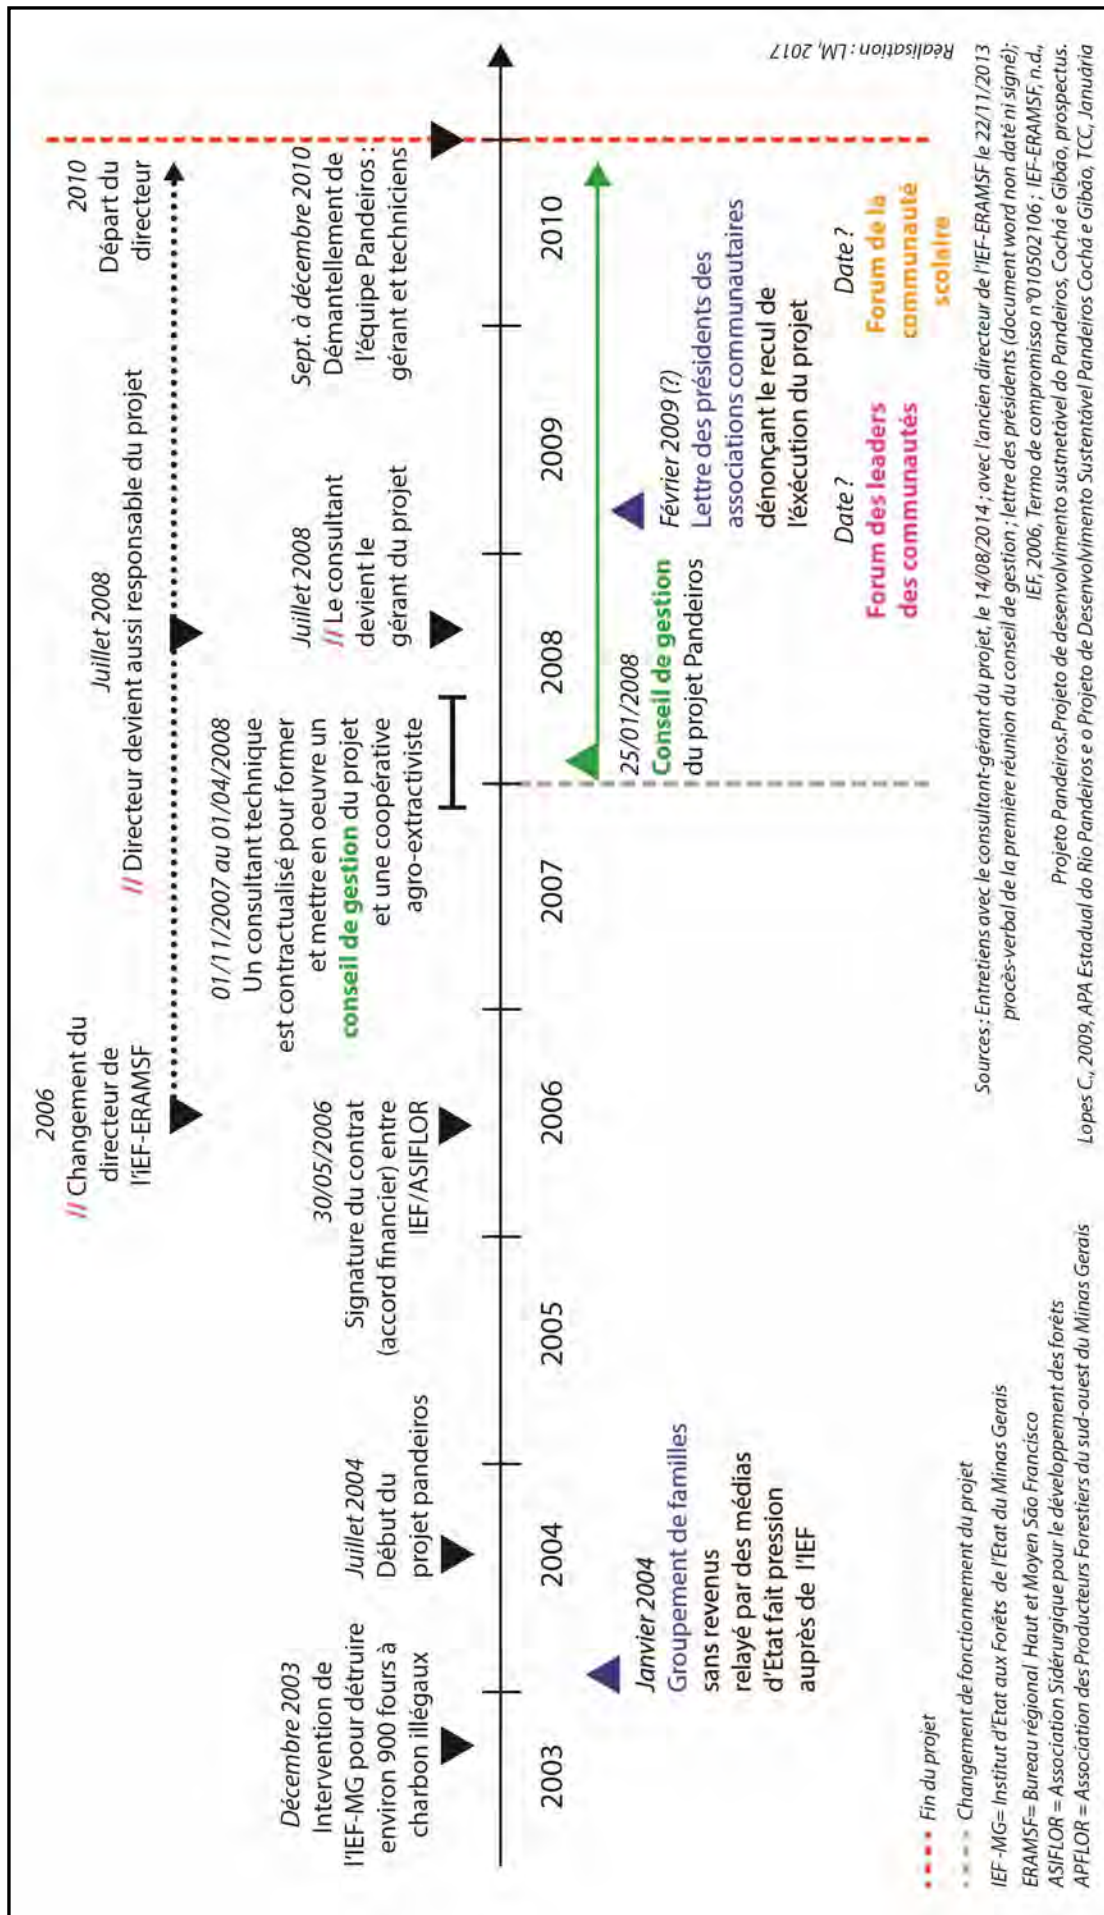 2006
// Changement du
directeur de
l'iEF-ERAMSF
Juillet 2008
// Directeur devient aussi responsable du projet
2010
Départ du
directeur
Décembre 2003
Intervention de
l'IEF-MG pour détruire
environ 900 fours à
charbon illégaux
Juillet 2004
Début du
projet pandeiros
30/05/2006
Signature du contrat
(accord financier) entre
IEF/ASIFLOR
01/11/2007 au 01/04/2008
Un consultant technique
est contractualisé pour former
et mettre en oeuvre un
conseil de gestion du projet
et une coopérative
agro-extractiviste
Juillet 2008
// Le consultant
devient le
gérant du projet
Sept. à décembre 2010
Démantellement de
l'équipe Pandeiros :
gérant et techniciens
2003
2004
2005
2006
2007
2008
2009
2010
Janvier 2004
Groupement de familles
sans revenus
relayé par des médias
d'Etat fait pression
auprès de l'IEF
25/01/2008
Conseil de gestion
du projet Pandeiros
Février 2009 (?)
Lettre des présidents des
associations communautaires
dénonçant le recul de
l'éxécution du projet
Date ?
Forum des leaders
des communautés
Date ?
Forum de la
communauté
scolaire
Réalisation : LM, 2017
Fin du projet
Changement de fonctionnement du projet
IEF -MG= Institut d'Etat aux Forêts de l'Etat du Minas Gerais
ERAMSF= Bureau régional Haut et Moyen São Francisco
ASIFLOR = Association Sidérurgique pour le développement des forêts
APFLOR = Association des Producteurs Forestiers du sud-ouest du Minas Gerais
Sources : Entretiens avec le consultant-gérant du projet, le 14/08/2014 ; avec l'ancien directeur de l'IEF-ERAMSF le 22/11/2013
procès-verbal de la première réunion du conseil de gestion ; lettre des présidents (document word non daté ni signé);
IEF, 2006, Termo de compromisso n°010502106 ; IEF-ERAMSF, n.d.,
Projeto Pandeiros.Projeto de desenvolvimento sustnetável do Pandeiros, Cochá e Gibão, prospectus.
Lopes C., 2009, APA Estadual do Rio Pandeiros e o Projeto de Desenvolvimento Sustentável Pandeiros Cochá e Gibão, TCC, Januária